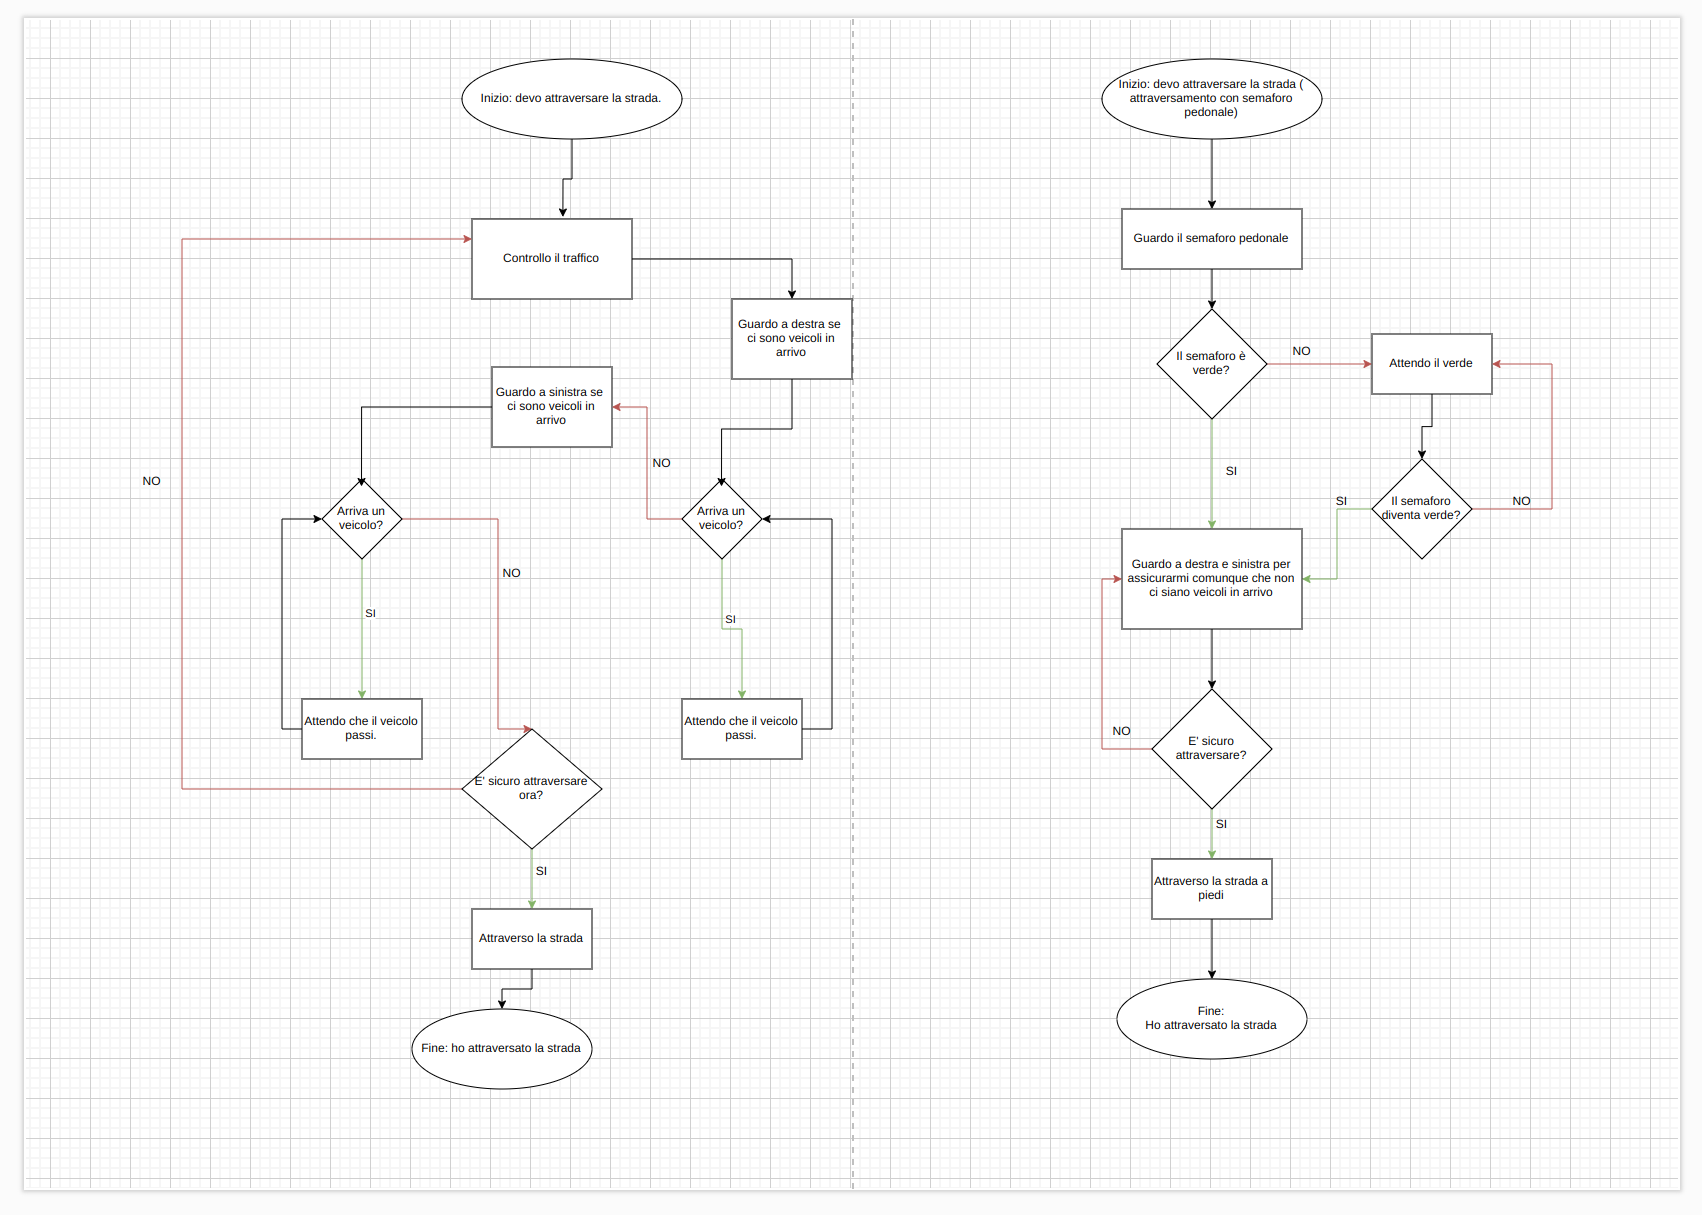 Inizio: devo attraversare la strada.
Controllo il traffico
Guardo a destra se
ci sono veicoli in
arrivo
Guardo a sinistra se
ci sono veicoli in
arrivo
NO
NO
Arriva un
veicolo?
Arriva un
veicolo?
NO
SI
SI
Attendo che il veicolo
passi.
Attendo che il veicolo
passi.
E' sicuro attraversare
ora?
SI
Attraverso la strada
Fine: ho attraversato la strada
Inizio: devo attraversare la strada (
attraversamento con semaforo
pedonale)
Guardo il semaforo pedonale
Il semaforo è
verde?
NO
Attendo il verde
SI
SI
Il semaforo
diventa verde?
NO
Guardo a destra e sinistra per
assicurarmi comunque che non
ci siano veicoli in arrivo
NO
E' sicuro
attraversare?
SI
Attraverso la strada a
piedi
Fine:
Ho attraversato la strada